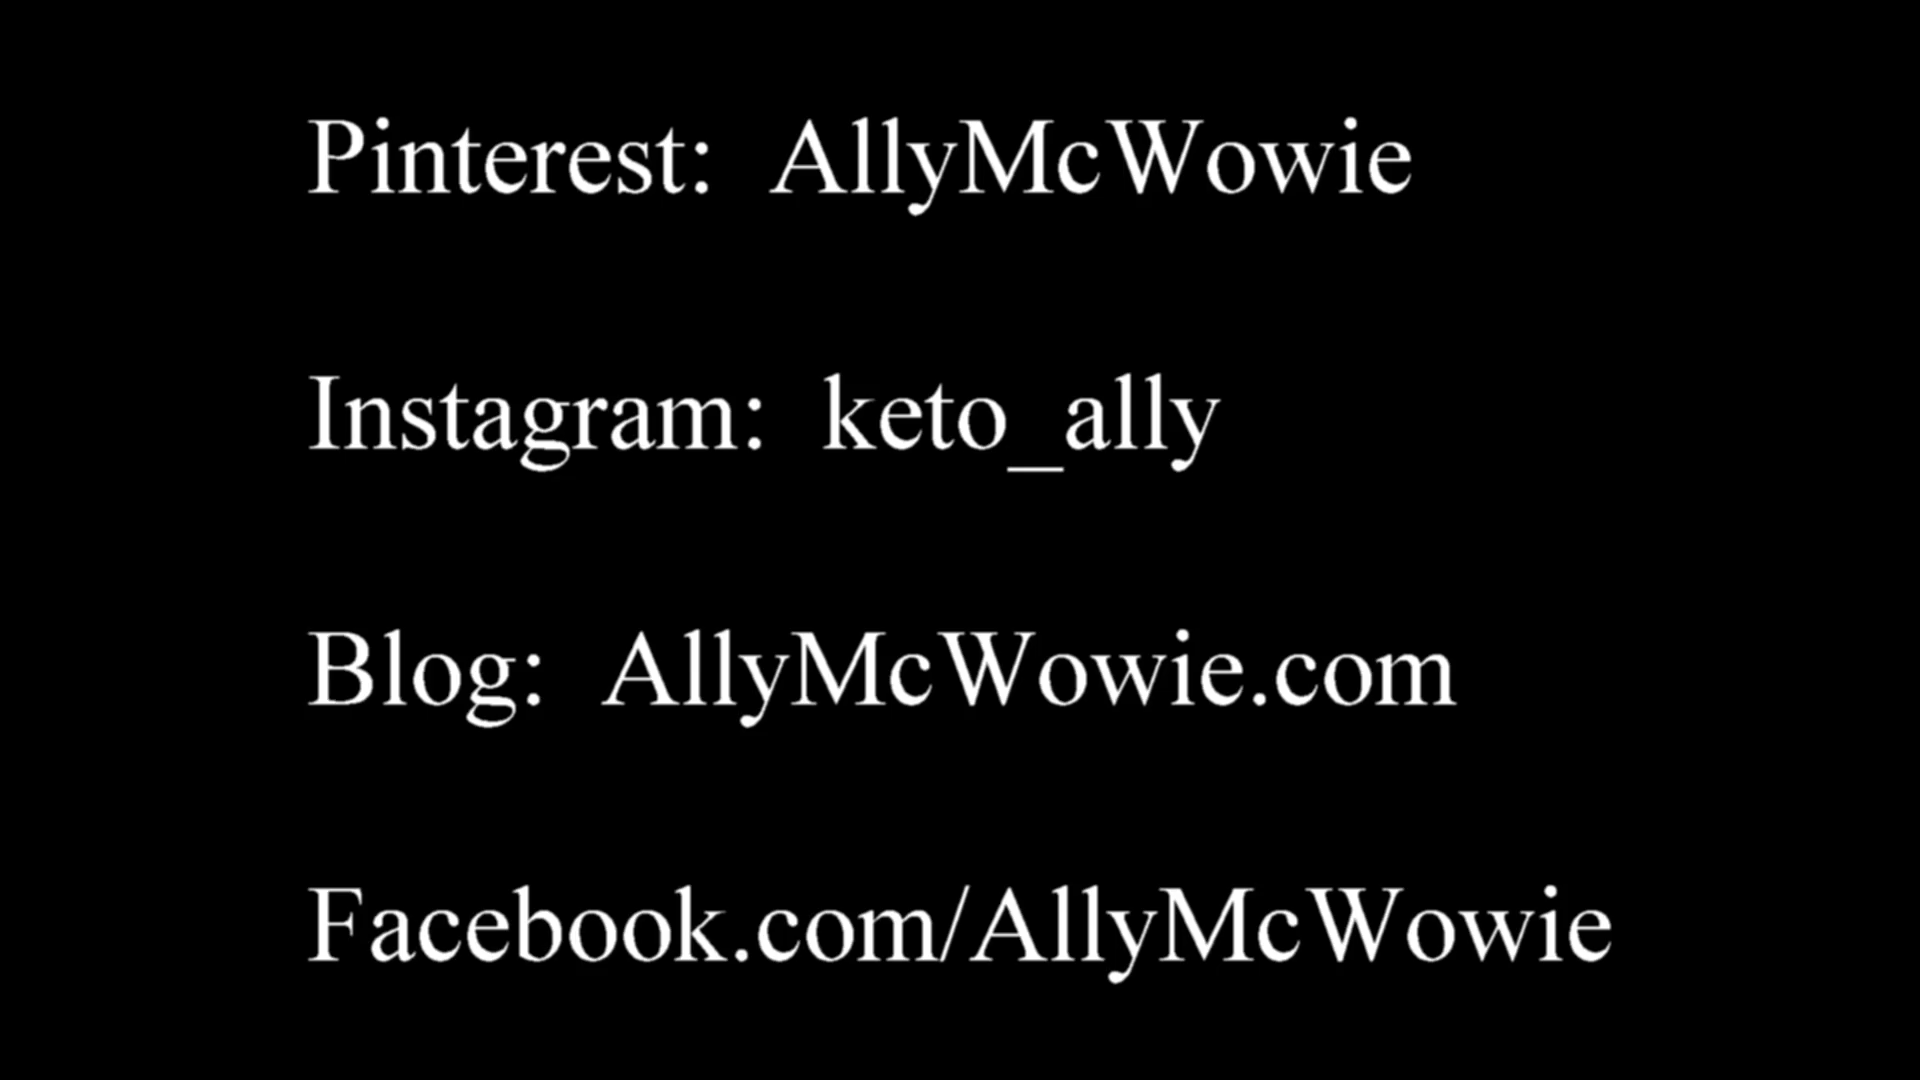 Pinterest: AllyMcWowie
Instagram: keto_ally
Blog: AllyMcWowie.com
Facebook.com/AllyMcWowie